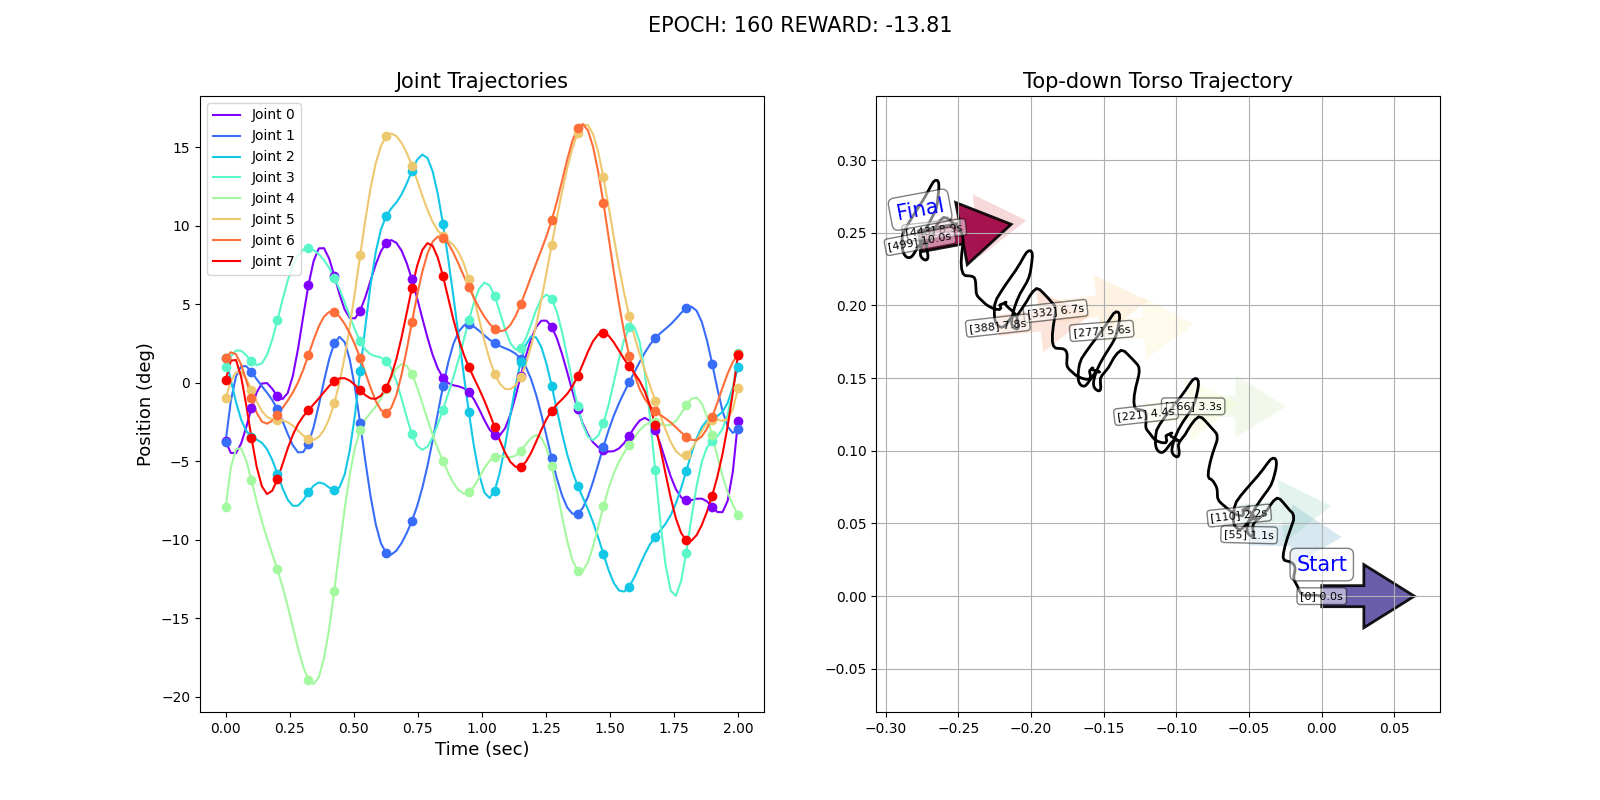 EPOCH: 160 REWARD: -13.81
Joint Trajectories
Joint 0
Joint 1
Joint 2
Joint 3
Joint 4
Joint 5
Joint 6
Joint 7
15
10
5
0
−5
−10
−15
−20
Position (deg)
0.00 0.25 0.50 0.75 1.00 1.25 1.50 1.75 2.00
Time (sec)
Top-down Torso Trajectory
0.30
0.25
0.20
0.15
0.10
0.05
0.00
−0.05
Final
[499] 10.0s
[332] 6.7s
[388] 7.8s
[277] 5.6s
[221] 4.4s
3.3s
[110] 2.2s
[55] 1.1s
Start
[0] 0.0s
−0.30 −0.25 −0.20 −0.15 −0.10 −0.05 0.00 0.05